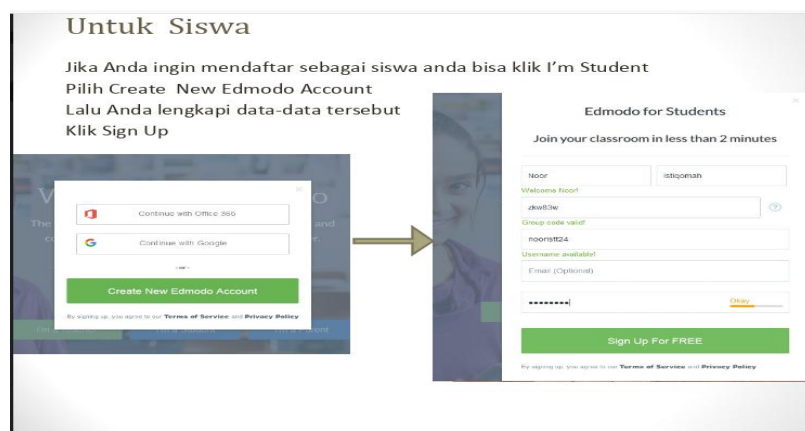 Untuk Siswa
Jika Anda ingin mendaftar sebagai siswa anda bisa klik I'm Student
Pilih Create New Edmodo Account
Lalu Anda lengkapi data-data tersebut
Klik Sign Up
Continue with Office 365
Continue with Google
-or-
Create New Edmodo Account
By signing up, you agree to our Terms of Service and Privacy Policy
I'm a Student
Edmodo for Students
Join your classroom in less than 2 minutes
Noor
istiqomah
Welcome Noor!
zkw83w
Group code valid!
nooristt24
Username available!
Email (Optional)
Okay
Sign Up For FREE
By signing up, you agree to our Terms of Service and Privacy Policy